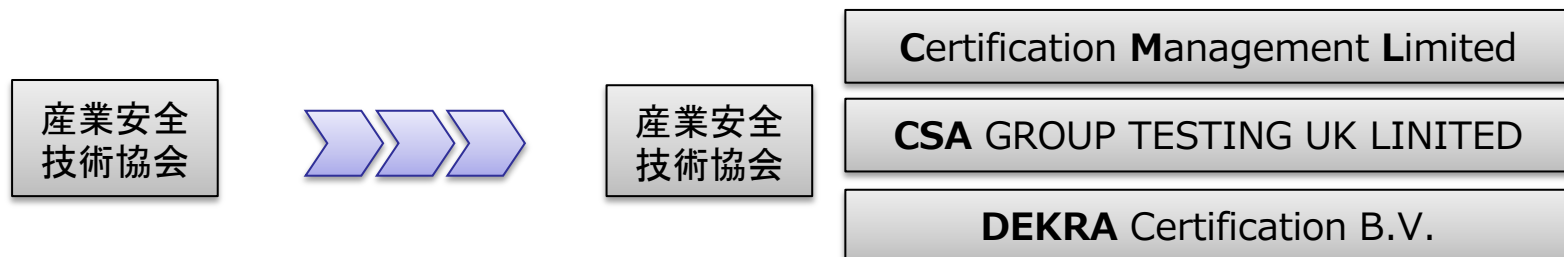 産業安全
技術協会
産業安全
技術協会
Certification Management Limited
CSA GROUP TESTING UK LINITED
DEKRA Certification B.V.